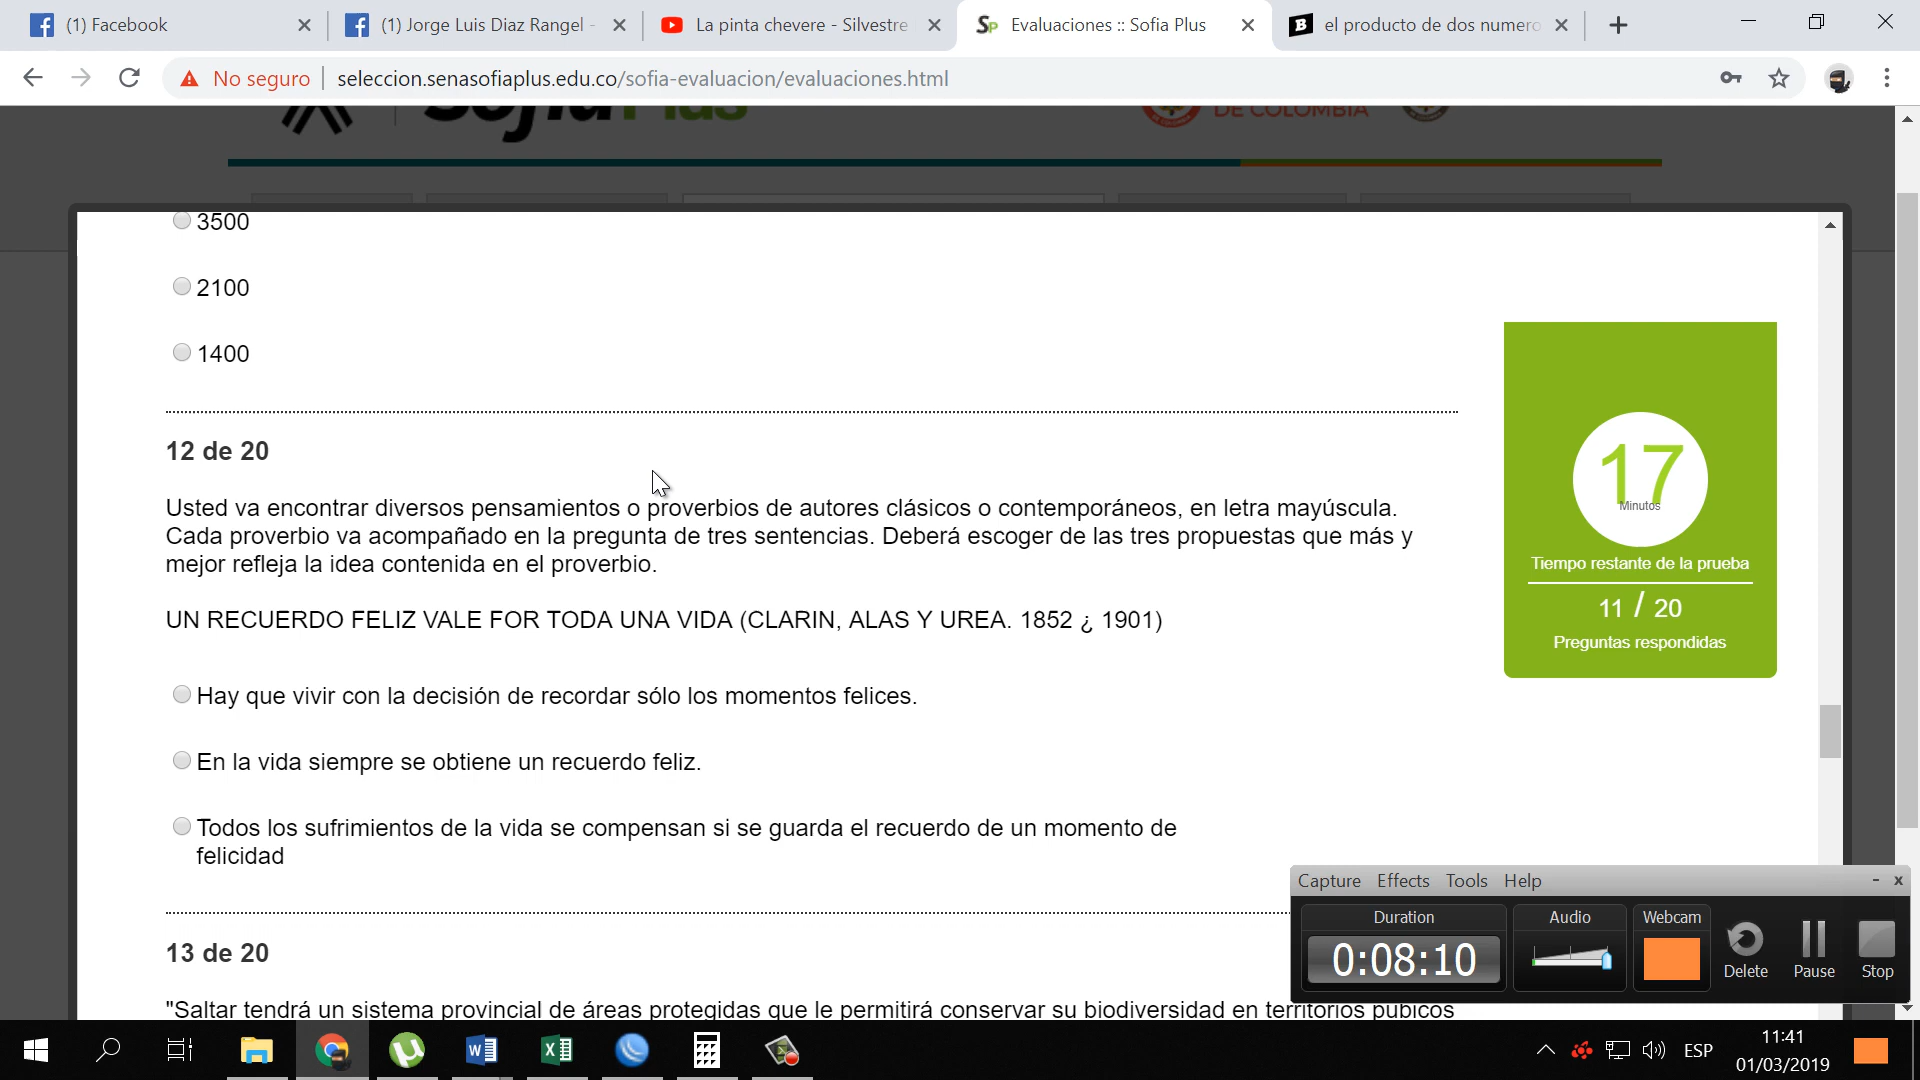 (1) Facebook
(1) Jorge Luis Diaz Rangel -
La pinta chevere - Silvestre
Evaluaciones :: Sofia Plus
el producto de dos numero
No seguro
seleccion.senasofiaplus.edu.co/sofia-evaluacion/evaluaciones.html
SofiaPlus
DE COLOMBIA
3500
2100
1400
12 de 20
Usted va encontrar diversos pensamientos o proverbios de autores clásicos o contemporáneos, en letra mayúscula.
Cada proverbio va acompañado en la pregunta de tres sentencias. Deberá escoger de las tres propuestas que más y
mejor refleja la idea contenida en el proverbio.
UN RECUERDO FELIZ VALE FOR TODA UNA VIDA (CLARIN, ALAS Y UREA. 1852 ¿ 1901)
Hay que vivir con la decisión de recordar sólo los momentos felices.
En la vida siempre se obtiene un recuerdo feliz.
Todos los sufrimientos de la vida se compensan si se guarda el recuerdo de un momento de
felicidad
13 de 20
"Saltar tendrá un sistema provincial de áreas protegidas que le permitirá conservar su biodiversidad en territorios púbicos
17
Minutos
Tiempo restante de la prueba
11 / 20
Preguntas respondidas
Capture Effects Tools Help
Duration
0:08:10
Audio
Webcam
Delete
Pause
Stop
ESP
11:41
01/03/2019